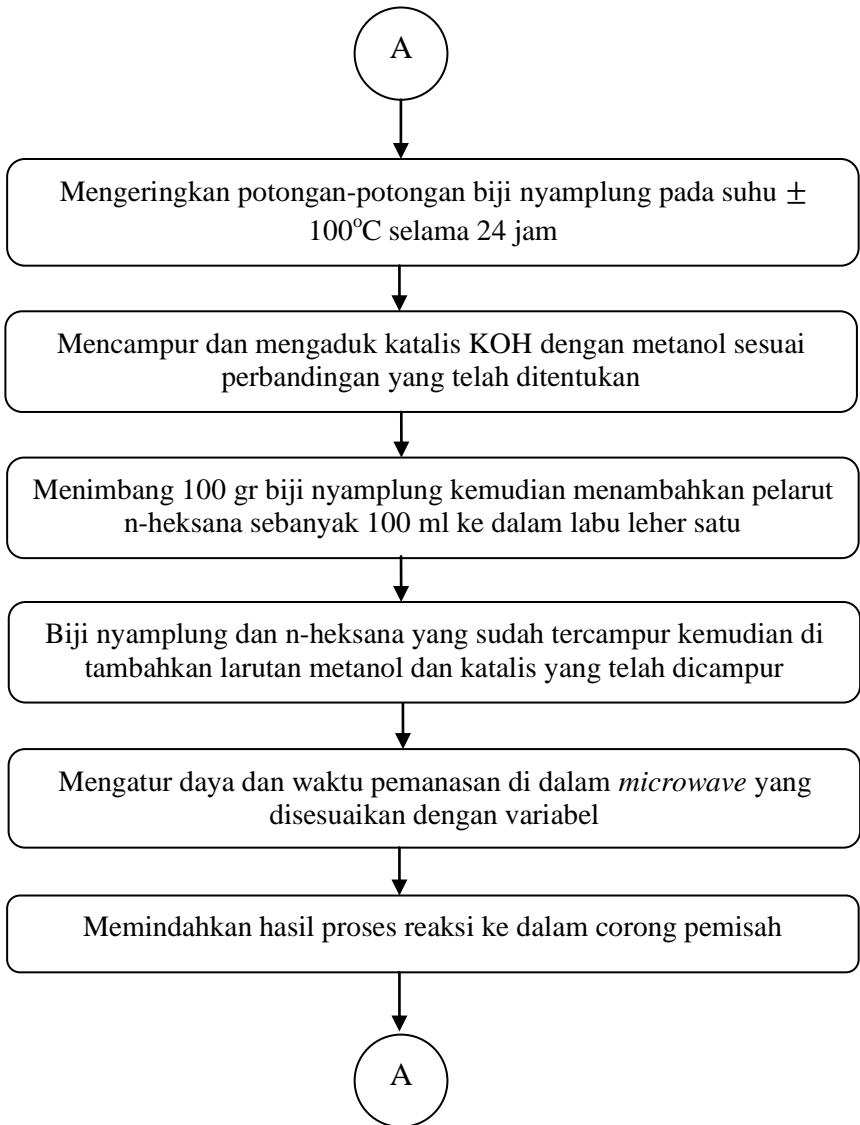 A
Mengeringkan potongan-potongan biji nyamplung pada suhu ±
100°C selama 24 jam
Mencampur dan mengaduk katalis KOH dengan metanol sesuai
perbandingan yang telah ditentukan
Menimbang 100 gr biji nyamplung kemudian menambahkan pelarut
n-heksana sebanyak 100 ml ke dalam labu leher satu
Biji nyamplung dan n-heksana yang sudah tercampur kemudian di
tambahkan larutan metanol dan katalis yang telah dicampur
Mengatur daya dan waktu pemanasan di dalam microwave yang
disesuaikan dengan variabel
Memindahkan hasil proses reaksi ke dalam corong pemisah
A